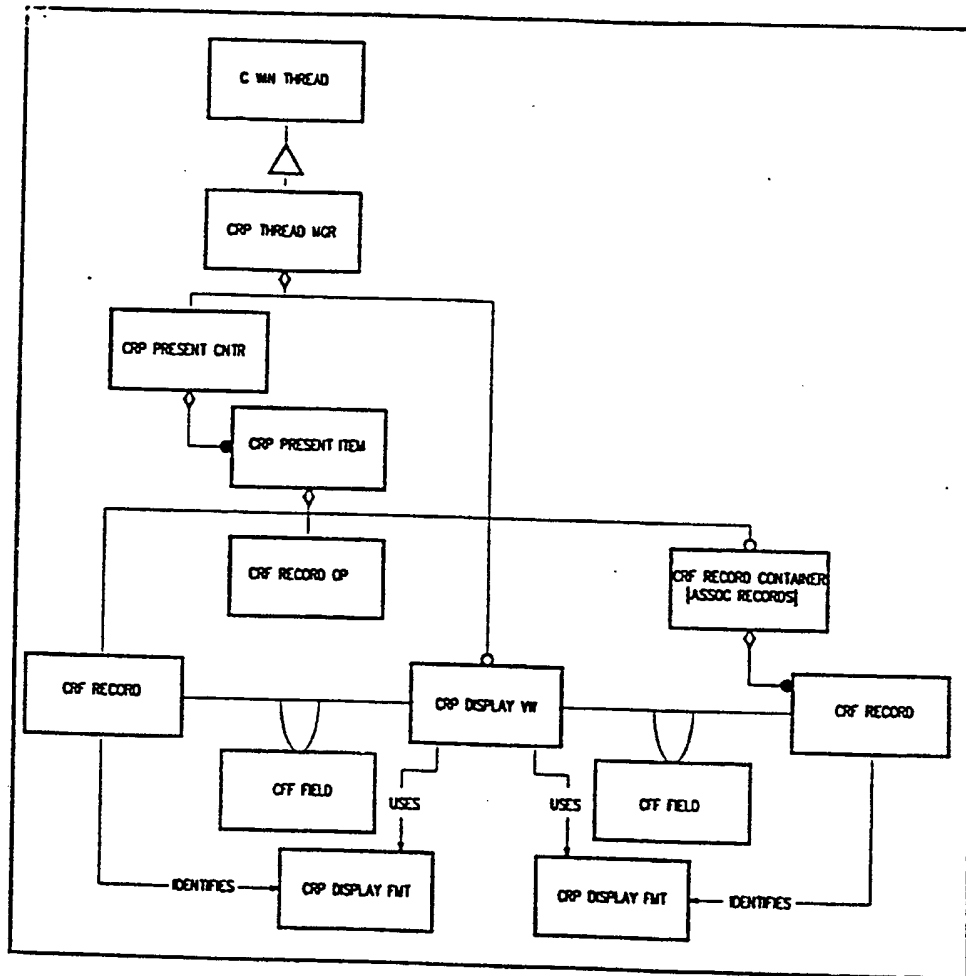 C WIN THREAD
CRP THREAD MGR
CRP PRESENT CNTR
CRP PRESENT ITEM
CRF RECORD OP
CRF RECORD CONTAINER
[ASSOC RECORDS]
CRF RECORD
CRP DISPLAY VW
CRF RECORD
CFF FIELD
USES
USES
CFF FIELD
IDENTIFIES
CRP DISPLAY FMT
CRP DISPLAY FMT
IDENTIFIES